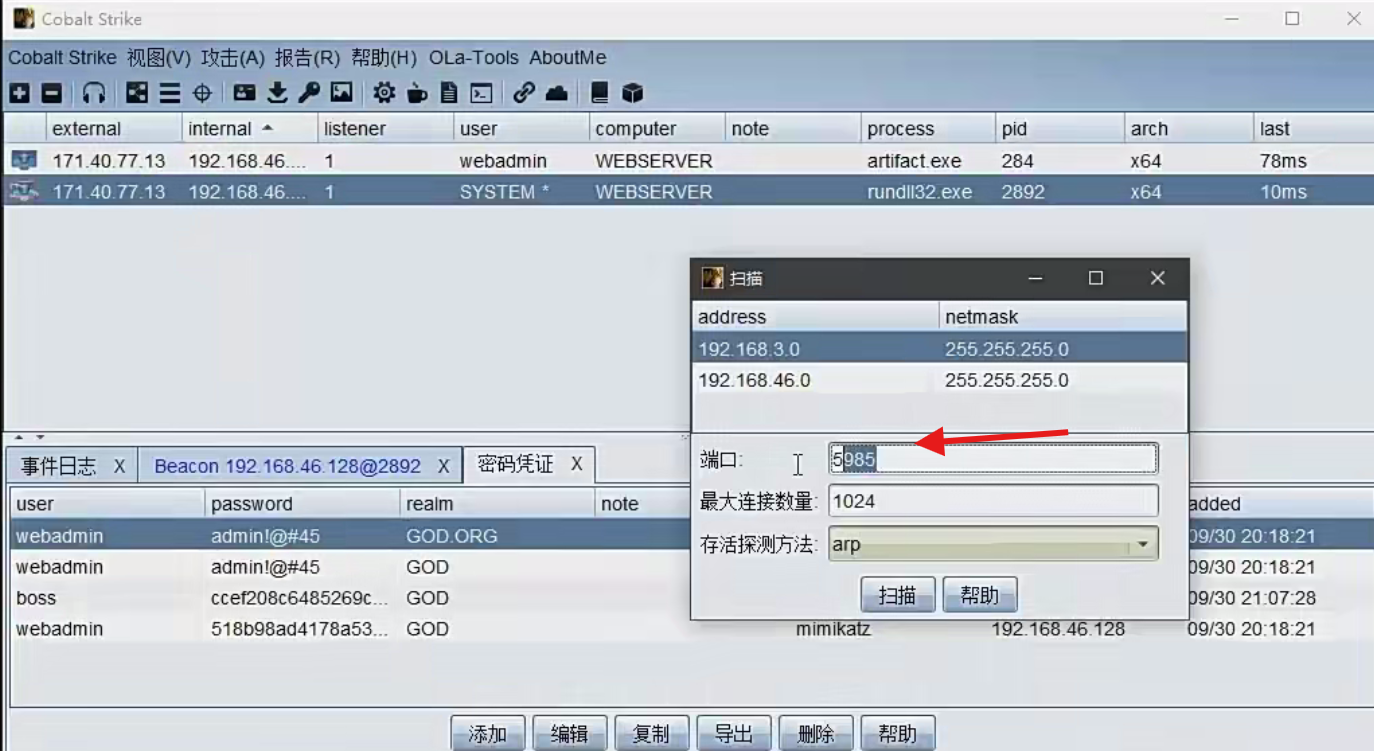 Cobalt Strike
Cobalt Strike 视图(V) 攻击(A) 报告(R) 帮助(H) OLa-Tools AboutMe
external internal listener user computer note process pid arch last
171.40.77.13 192.168.46.... 1 webadmin WEBSERVER artifact.exe 284 x64 78ms
171.40.77.13 192.168.46.... 1 SYSTEM * WEBSERVER rundll32.exe 2892 x64 10ms
扫描
address netmask
192.168.3.0 255.255.255.0
192.168.46.0 255.255.255.0
端口: 5985
最大连接数量: 1024
存活探测方法: arp
扫描 帮助
事件日志 X Beacon 192.168.46.128@2892 X 密码凭证 X
user password realm note added
webadmin admin!@#45 GOD.ORG 09/30 20:18:21
webadmin admin!@#45 GOD 09/30 20:18:21
boss ccef208c6485269c... GOD 09/30 21:07:28
webadmin 518b98ad4178a53... GOD mimikatz 192.168.46.128 09/30 20:18:21
添加 编辑 复制 导出 删除 帮助